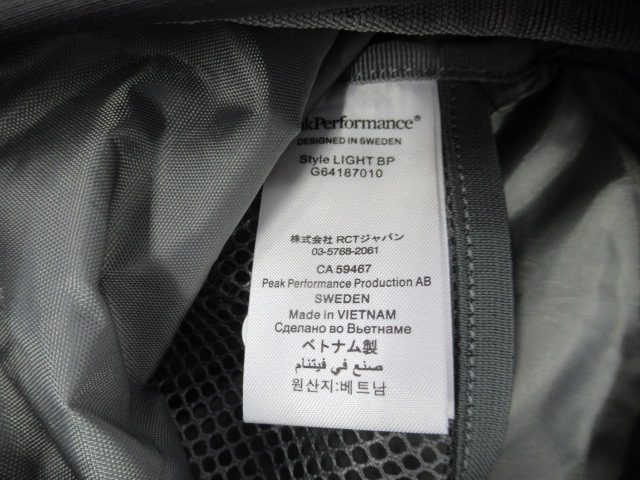 akPerformance®
DESIGNED IN SWEDEN
Style LIGHT BP
G64187010
株式会社 RCTジャパン
03-5768-2061
CA 59467
Peak Performance Production AB
SWEDEN
Made in VIETNAM
Сделано во Вьетнаме
ベトナム製
صنع في فيتنام
원산지:베트남